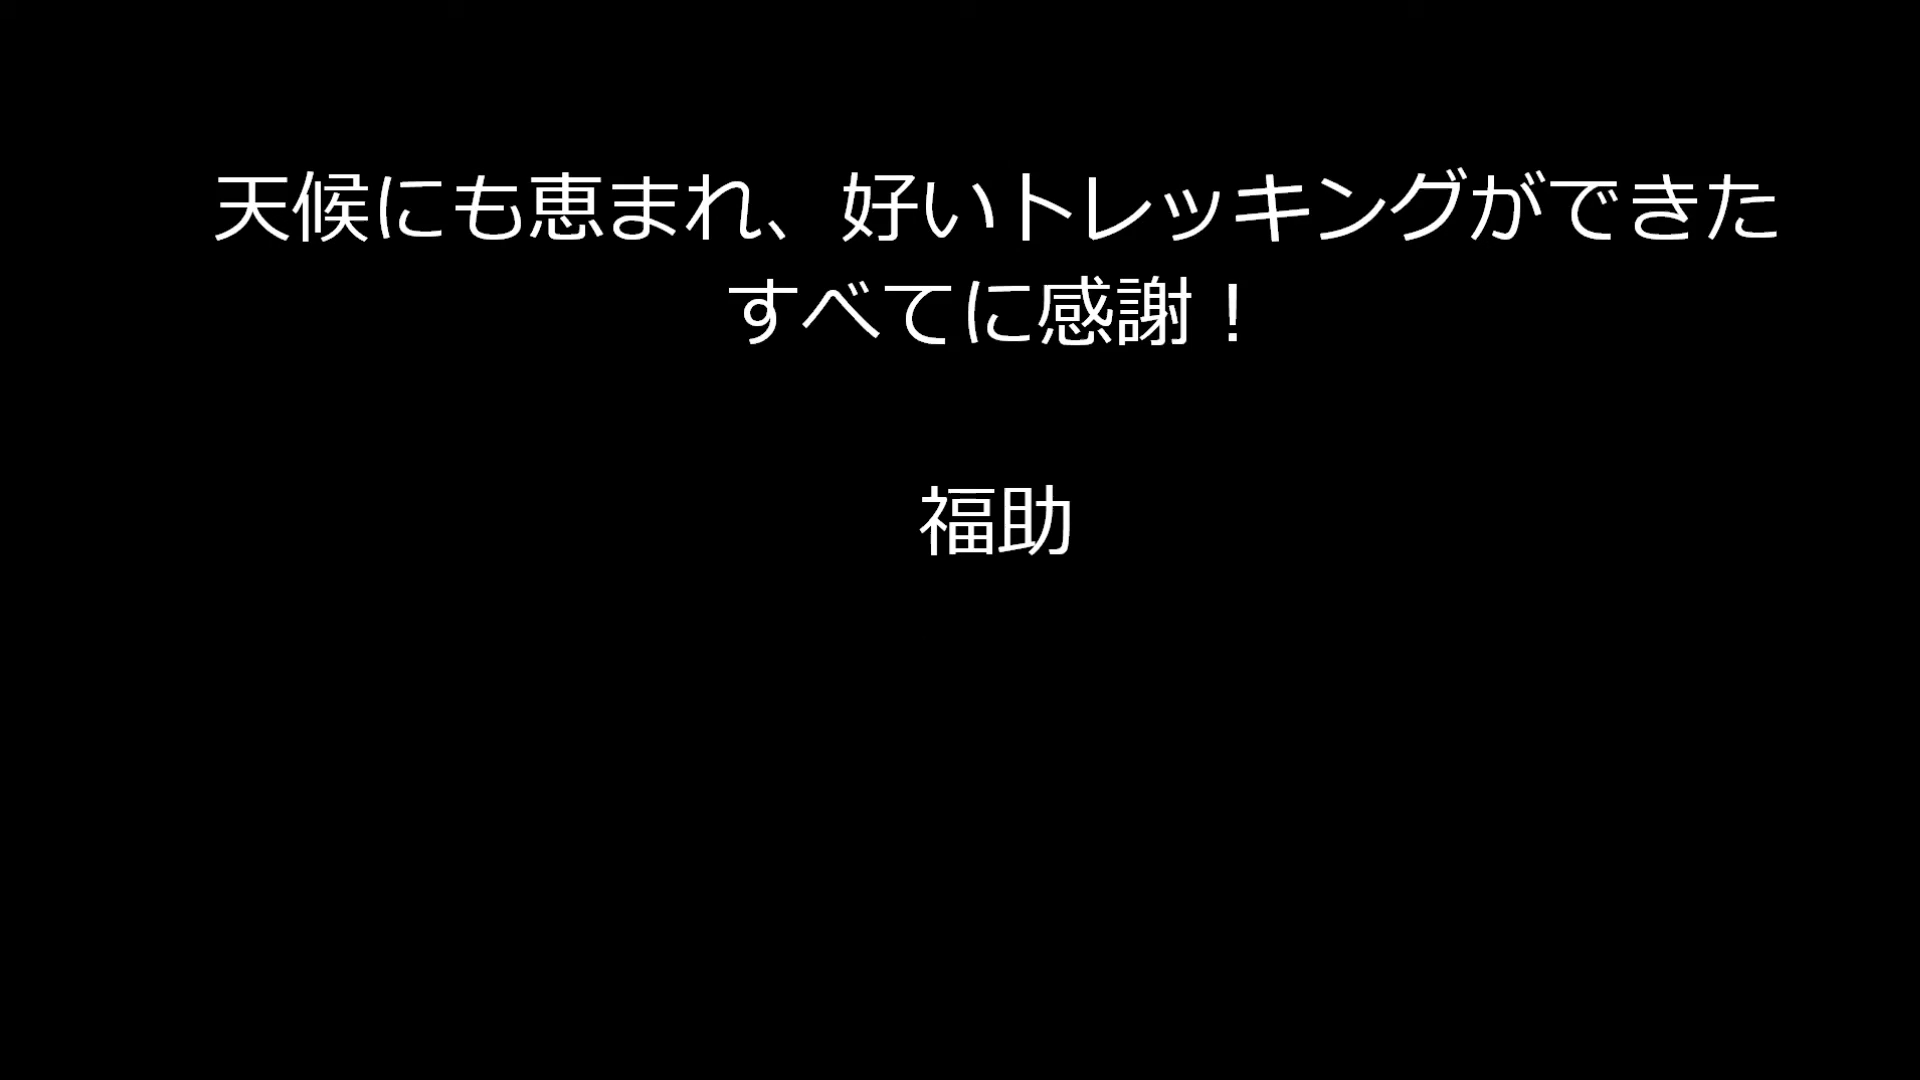 天候にも恵まれ、好いトレッキングができた
すべてに感謝！
福助